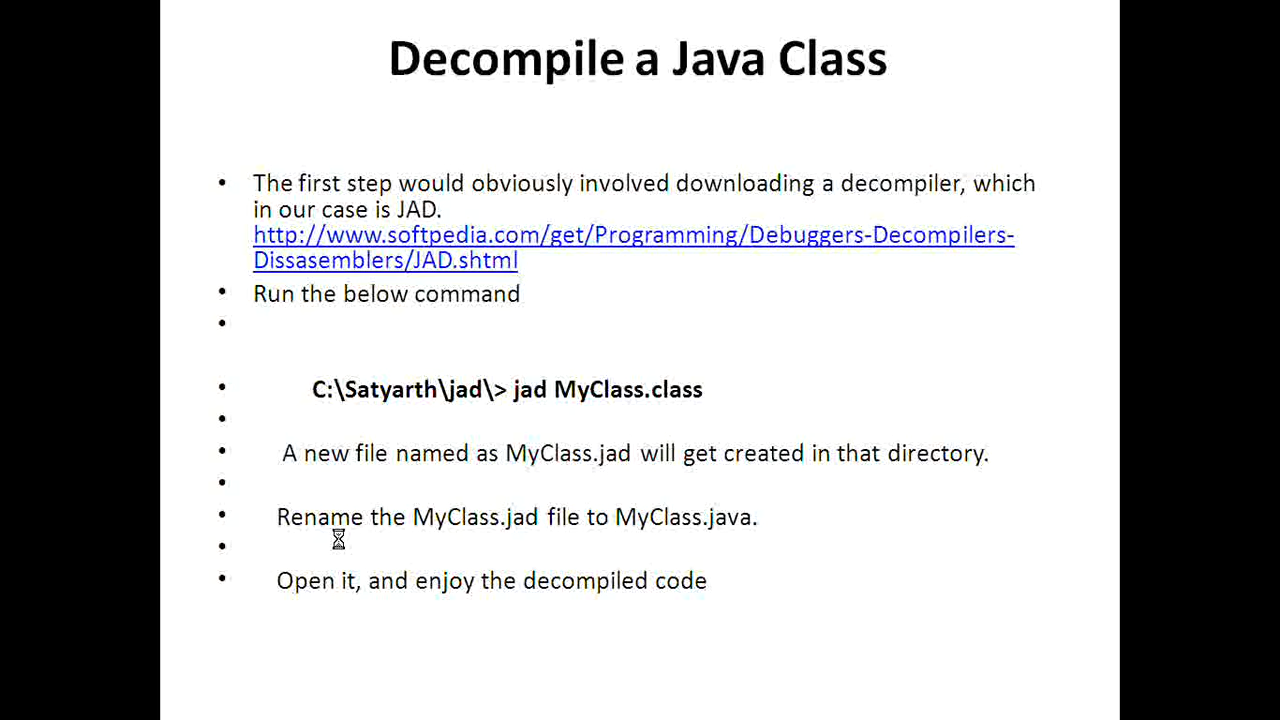 Decompile a Java Class
• The first step would obviously involved downloading a decompiler, which
in our case is JAD.
http://www.softpedia.com/get/Programming/Debuggers-Decompilers-
Dissasemblers/JAD.shtml
• Run the below command
•
• C:\Satyarth\jad\> jad MyClass.class
•
• A new file named as MyClass.jad will get created in that directory.
•
• Rename the MyClass.jad file to MyClass.java.
•
• Open it, and enjoy the decompiled code